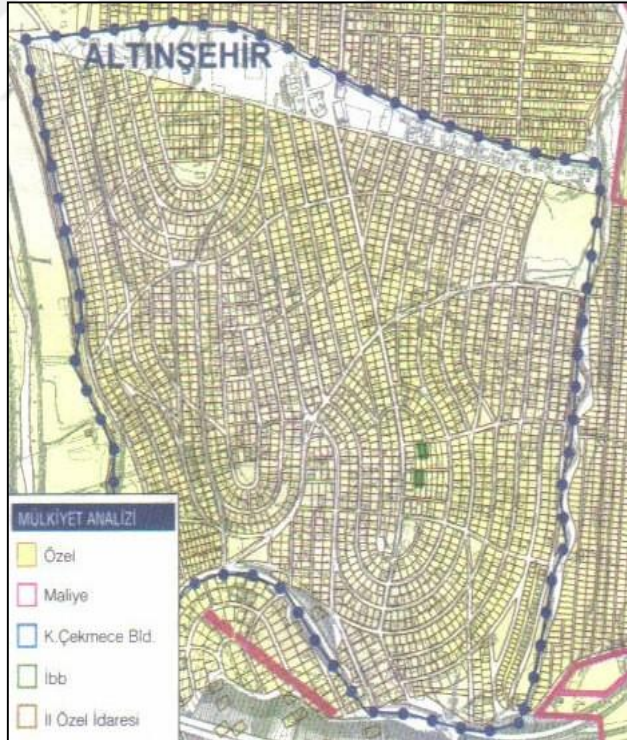 ALTINŞEHİR
MÜLKİYET ANALİZİ
Özel
Maliye
K.Çekmece Bld.
İbb
İl Özel İdaresi